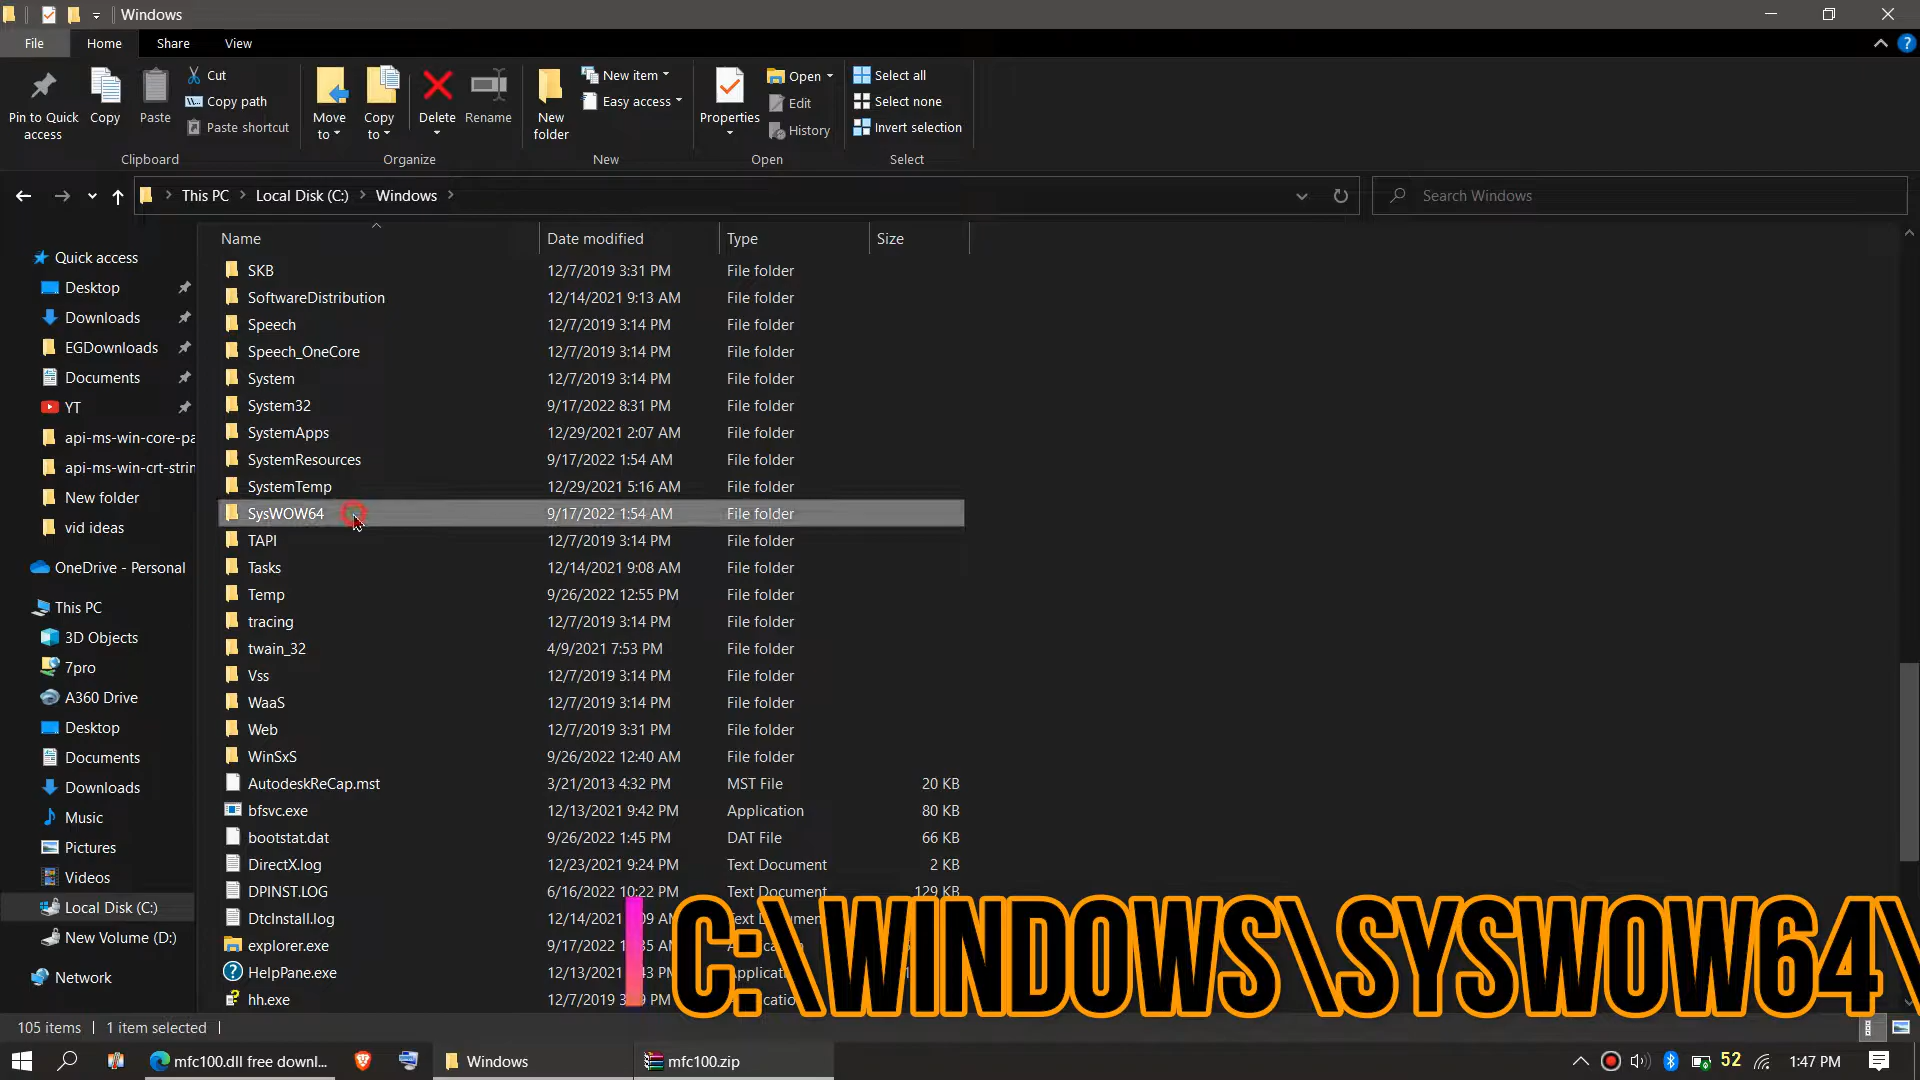 Windows
File Home Share View
Pin to Quick access
Copy
Paste
Cut
Copy path
Paste shortcut
Clipboard
Move to
Copy to
Delete
Rename
Organize
New folder
New item
Easy access
New
Properties
Open
Edit
History
Open
Select all
Select none
Invert selection
Select
This PC Local Disk (C:) Windows
Search Windows
Quick access
Desktop
Downloads
EGDownloads
Documents
YT
api-ms-win-core-pa
api-ms-win-crt-strin
New folder
vid ideas
OneDrive - Personal
This PC
3D Objects
7pro
A360 Drive
Desktop
Documents
Downloads
Music
Pictures
Videos
Local Disk (C:)
New Volume (D:)
Network
Name Date modified Type Size
SKB 12/7/2019 3:31 PM File folder
SoftwareDistribution 12/14/2021 9:13 AM File folder
Speech 12/7/2019 3:14 PM File folder
Speech_OneCore 12/7/2019 3:14 PM File folder
System 12/7/2019 3:14 PM File folder
System32 9/17/2022 8:31 PM File folder
SystemApps 12/29/2021 2:07 AM File folder
SystemResources 9/17/2022 1:54 AM File folder
SystemTemp 12/29/2021 5:16 AM File folder
SysWOW64 9/17/2022 1:54 AM File folder
TAPI 12/7/2019 3:14 PM File folder
Tasks 12/14/2021 9:08 AM File folder
Temp 9/26/2022 12:55 PM File folder
tracing 12/7/2019 3:14 PM File folder
twain_32 4/9/2021 7:53 PM File folder
Vss 12/7/2019 3:14 PM File folder
WaaS 12/7/2019 3:14 PM File folder
Web 12/7/2019 3:31 PM File folder
WinSxS 9/26/2022 12:40 AM File folder
AutodeskReCap.mst 3/21/2013 4:32 PM MST File 20 KB
bfsvc.exe 12/13/2021 9:42 PM Application 80 KB
bootstat.dat 9/26/2022 1:45 PM DAT File 66 KB
DirectX.log 12/23/2021 9:24 PM Text Document 2 KB
DPINST.LOG 6/16/2022 10:22 PM Text Document 129 KB
DtcInstall.log 12/14/2021
explorer.exe 9/17/2022
HelpPane.exe 12/13/2021
hh.exe 12/7/2019
C:\WINDOWS\SYSWOW64\
105 items 1 item selected
mfc100.dll free downl...
Windows
mfc100.zip
52
1:47 PM